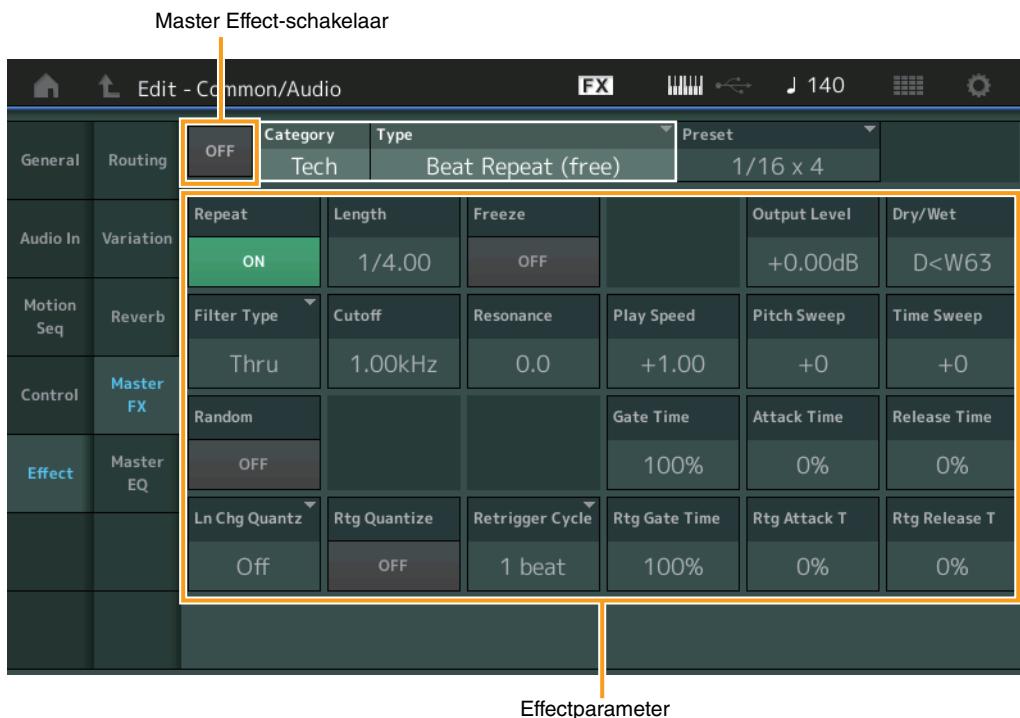 Master Effect-schakelaar
Edit - Common/Audio
FX
♩ 140
General
Routing
OFF
Category
Tech
Type
Beat Repeat (free)
Preset
1/16 x 4
Audio In
Variation
Repeat
ON
Length
1/4.00
Freeze
OFF
Output Level
+0.00dB
Dry/Wet
D<W63
Motion
Seq
Reverb
Filter Type
Thru
Cutoff
1.00kHz
Resonance
0.0
Play Speed
+1.00
Pitch Sweep
+0
Time Sweep
+0
Control
Master
FX
Random
OFF
Gate Time
100%
Attack Time
0%
Release Time
0%
Effect
Master
EQ
Ln Chg Quantz
Off
Rtg Quantize
OFF
Retrigger Cycle
1 beat
Rtg Gate Time
100%
Rtg Attack T
0%
Rtg Release T
0%
Effectparameter